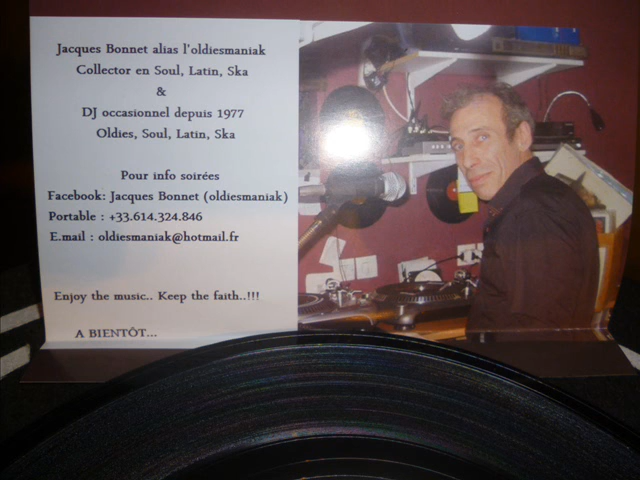 Jacques Bonnet alias l'oldiesmaniak
Collector en Soul, Latin, Ska
&
DJ occasionnel depuis 1977
Oldies, Soul, Latin, Ska
Pour info soirées
Facebook: Jacques Bonnet (oldiesmaniak)
Portable : +33.614.324.846
E.mail : oldiesmaniak@hotmail.fr
Enjoy the music.. Keep the faith..!!!
A BIENTÔT...